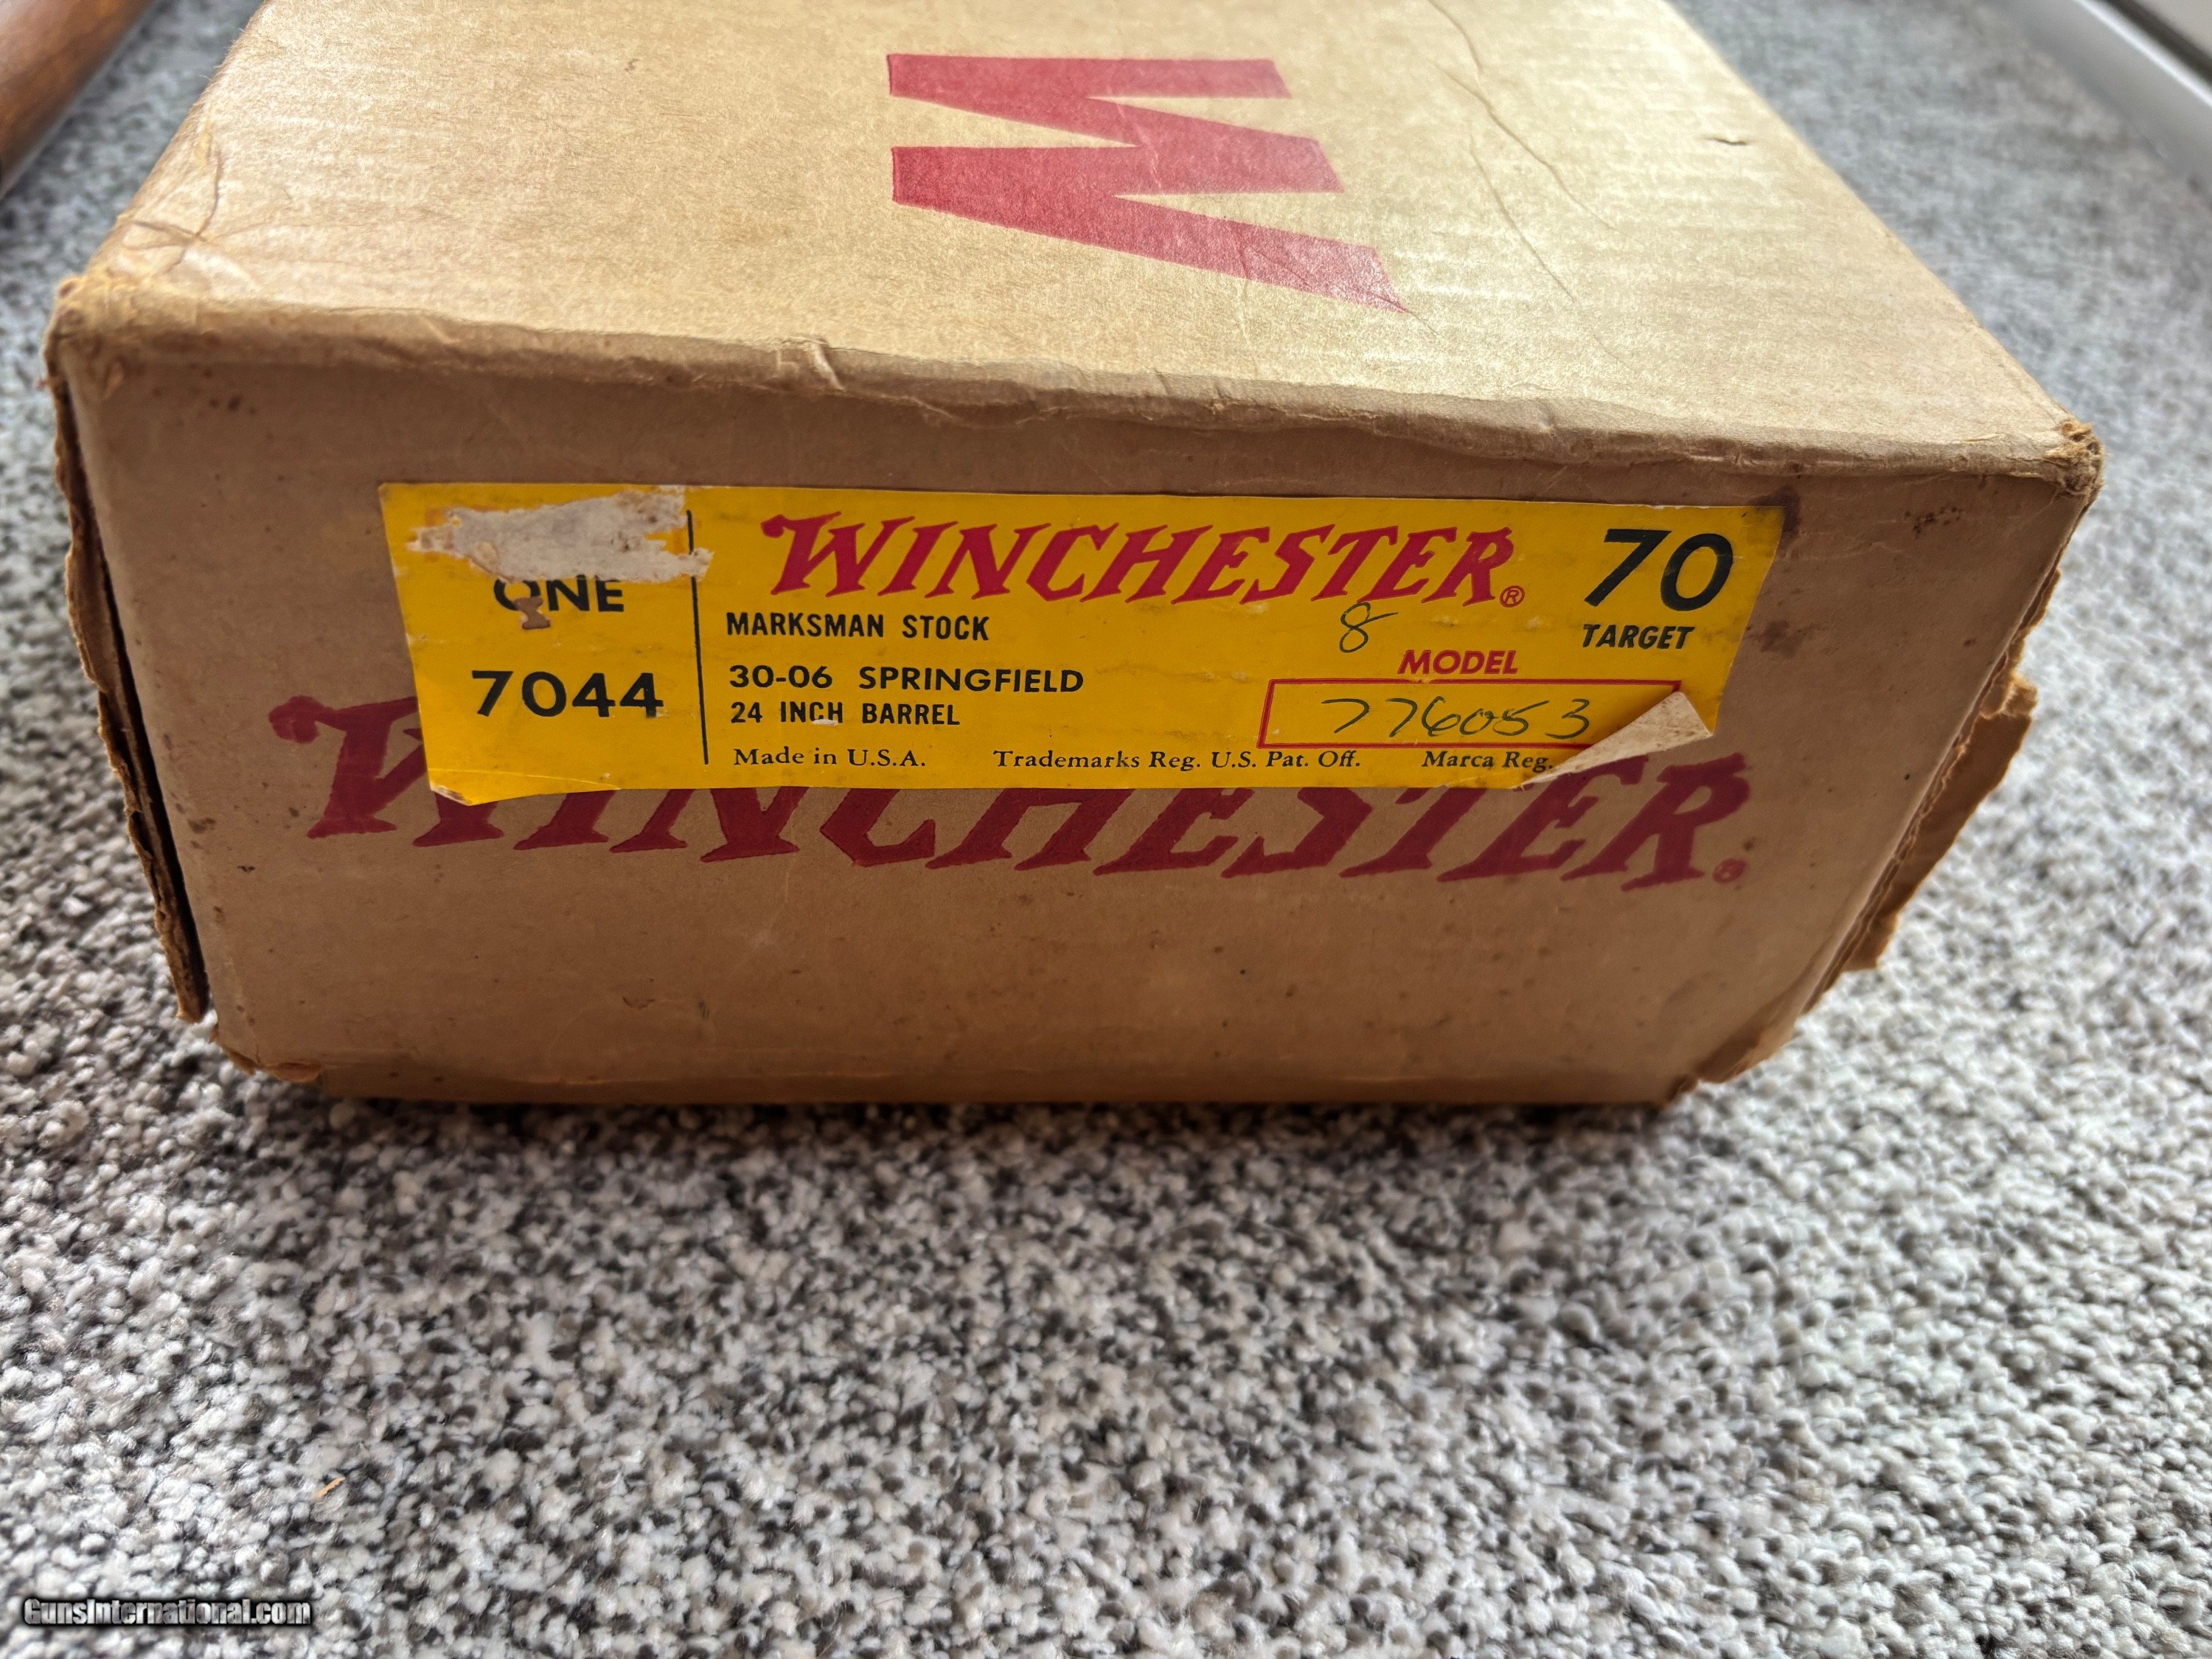 W
ONE
7044
WINCHESTER®
MARKSMAN STOCK
30-06 SPRINGFIELD
24 INCH BARREL
Made in U.S.A. Trademarks Reg. U.S. Pat. Off. Marca Reg.
8
MODEL
776053
70
TARGET
WINCHESTER®
GunsInternational.com